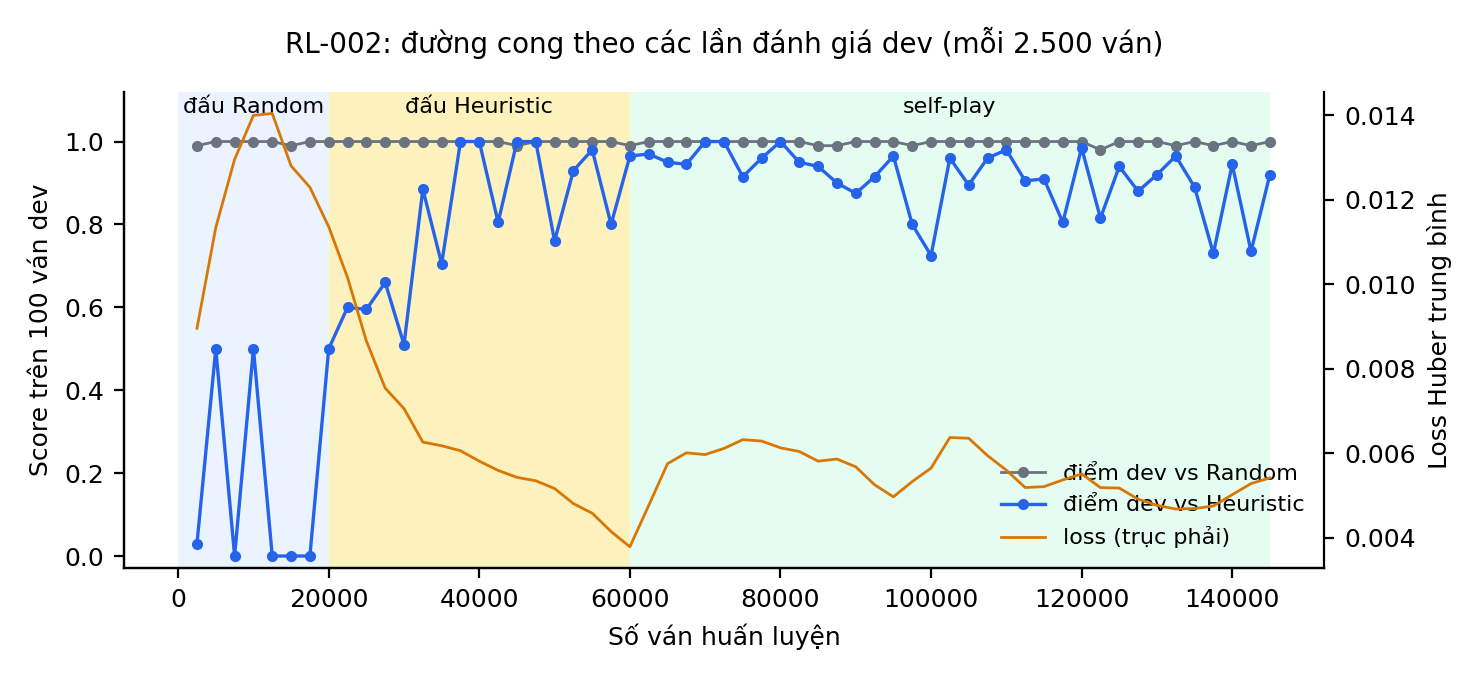 RL-002: đường cong theo các lần đánh giá dev (mỗi 2.500 ván)
đấu Random
đấu Heuristic
self-play
Score trên 100 ván dev
1.0
0.8
0.6
0.4
0.2
0.0
0.014
0.012
0.010
0.008
0.006
0.004
Loss Huber trung bình
điểm dev vs Random
điểm dev vs Heuristic
loss (trục phải)
0
20000
40000
60000
80000
100000
120000
140000
Số ván huấn luyện